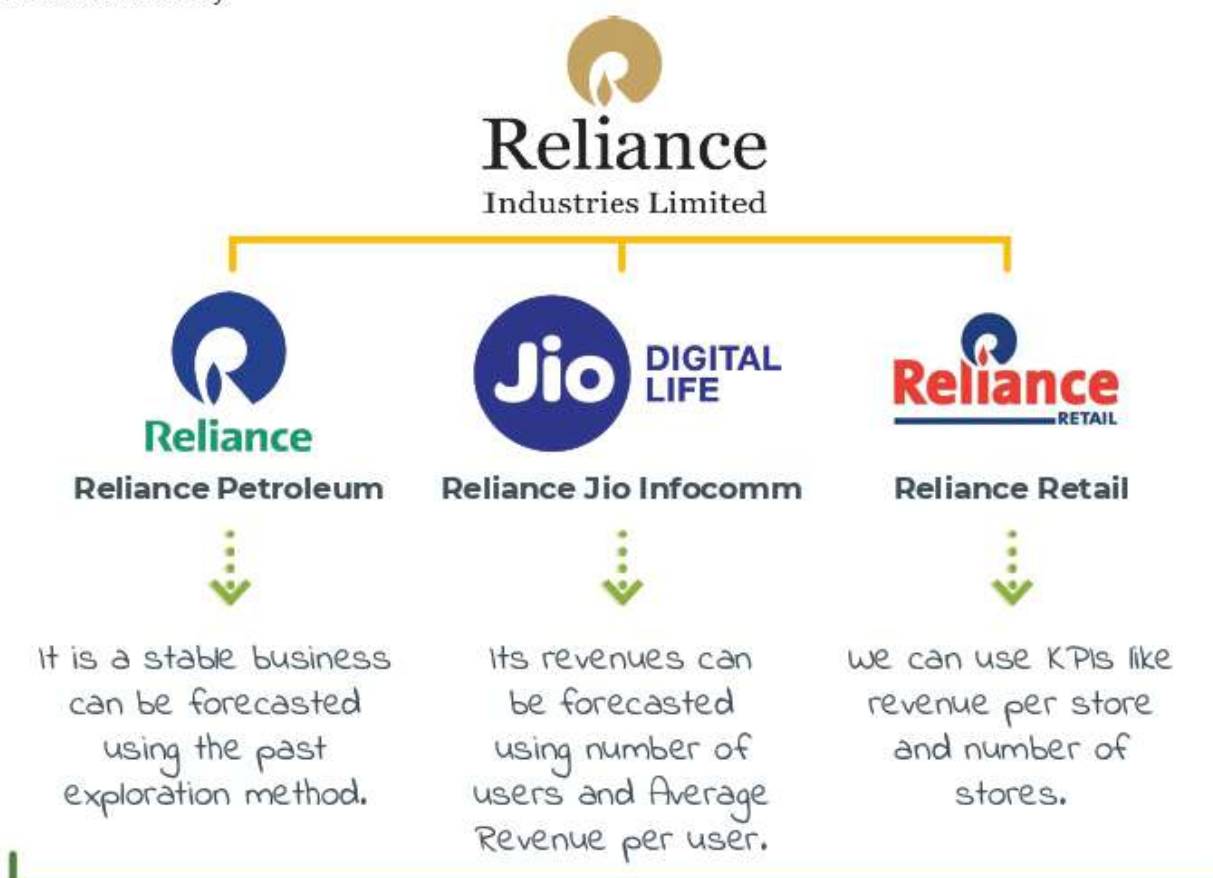 Reliance
Industries Limited
Reliance
Jio DIGITAL
LIFE
Reliance
RETAIL
Reliance Petroleum
Reliance Jio Infocomm
Reliance Retail
It is a stable business
can be forecasted
using the past
exploration method.
Its revenues can
be forecasted
using number of
users and Average
Revenue per user.
we can use KPIs like
revenue per store
and number of
stores.